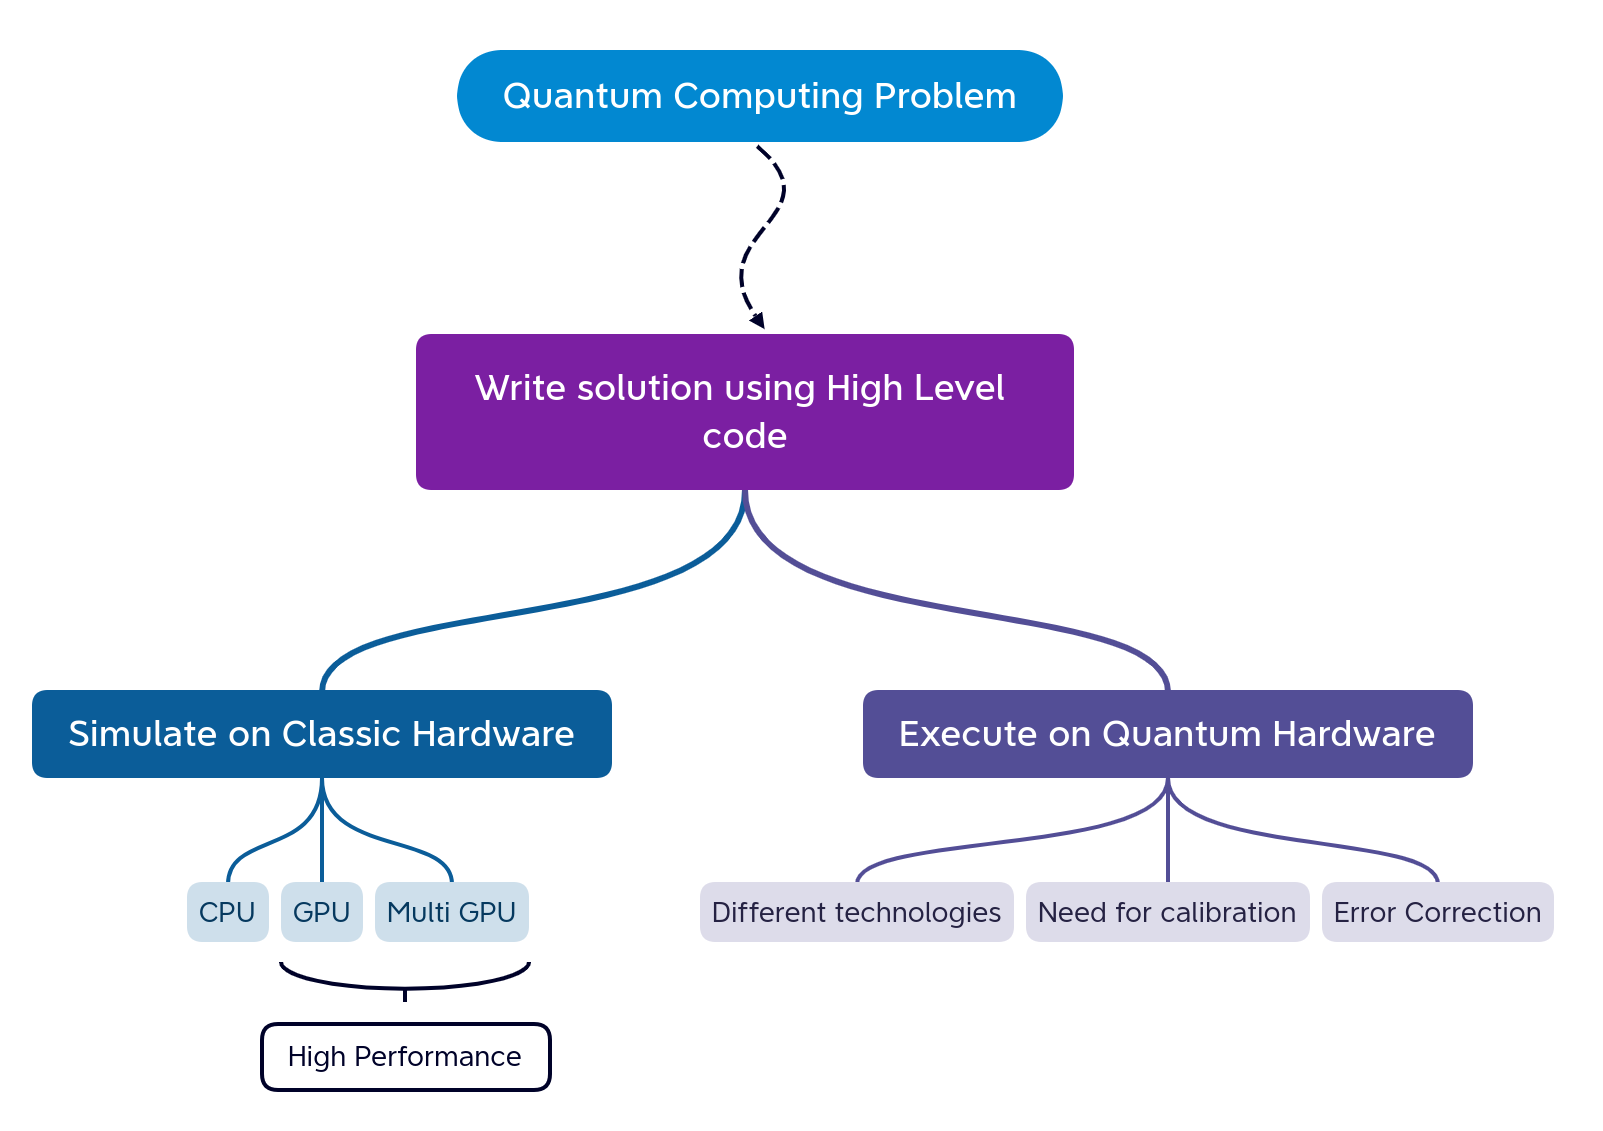 Quantum Computing Problem
Write solution using High Level
code
Simulate on Classic Hardware
Execute on Quantum Hardware
CPU
GPU
Multi GPU
Different technologies
Need for calibration
Error Correction
High Performance